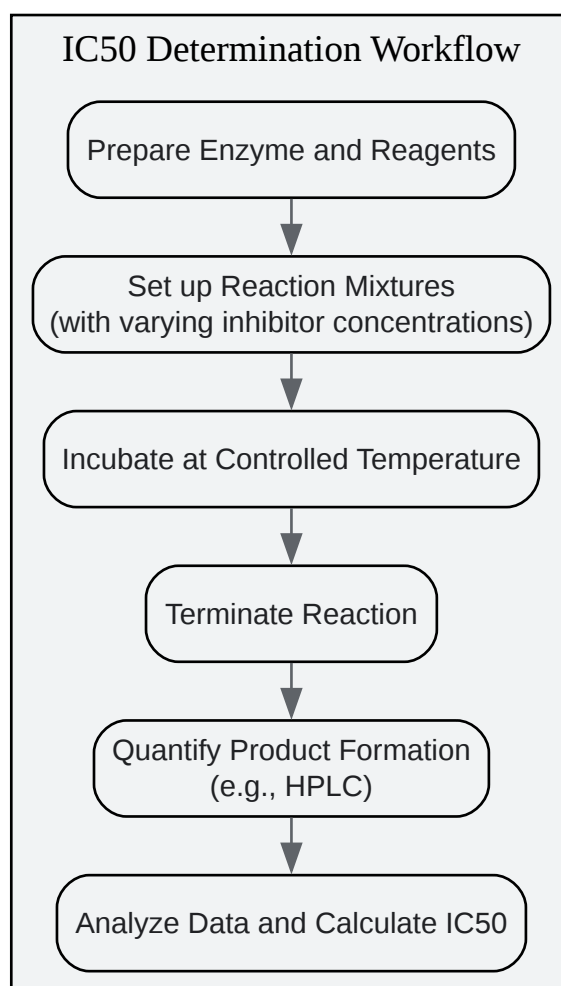 IC50 Determination Workflow
Prepare Enzyme and Reagents
Set up Reaction Mixtures
(with varying inhibitor concentrations)
Incubate at Controlled Temperature
Terminate Reaction
Quantify Product Formation
(e.g., HPLC)
Analyze Data and Calculate IC50